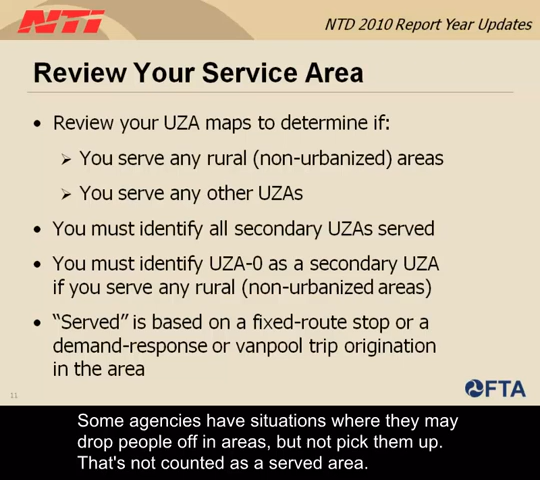 NTI
NTD 2010 Report Year Updates
Review Your Service Area
• Review your UZA maps to determine if:
➢ You serve any rural (non-urbanized) areas
➢ You serve any other UZAs
• You must identify all secondary UZAs served
• You must identify UZA-0 as a secondary UZA
if you serve any rural (non-urbanized areas)
• “Served” is based on a fixed-route stop or a
demand-response or vanpool trip origination
in the area
11
FTA
Some agencies have situations where they may
drop people off in areas, but not pick them up.
That's not counted as a served area.